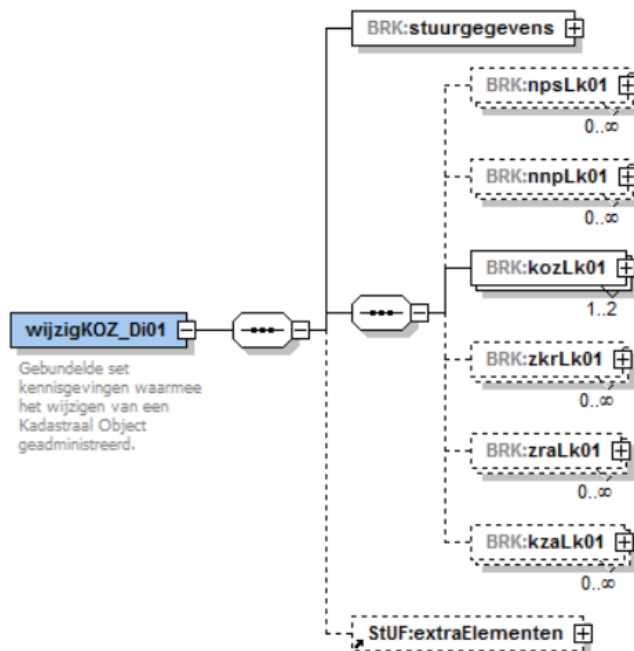 BRK:stuurgegevens
BRK:npsLk01
0..∞
BRK:nnpLk01
0..∞
BRK:kozLk01
1..2
wijzigKOZ_Di01
Gebundelde set
kennisgevingen waarmee
het wijzigen van een
Kadastraal Object
geadministreerd.
BRK:zkrLk01
0..∞
BRK:zraLk01
0..∞
BRK:kzaLk01
0..∞
StUF:extraElementen